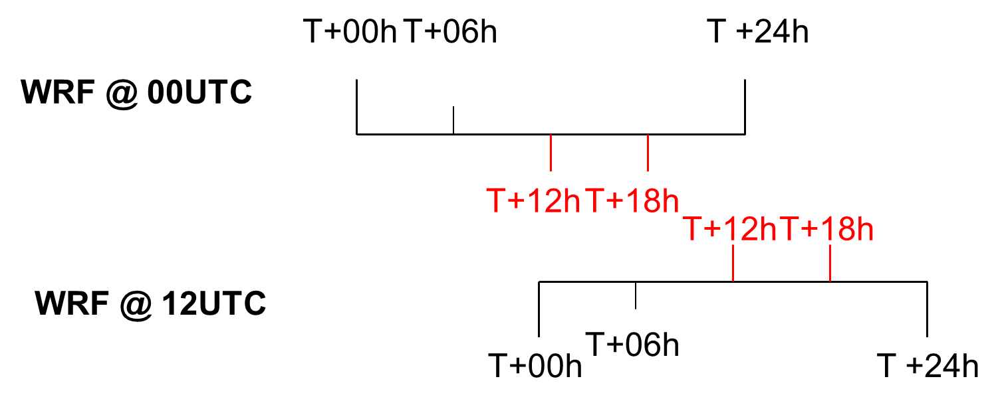 T+00h T+06h T +24h
WRF @ 00UTC
T+12h T+18h
T+12h T+18h
WRF @ 12UTC
T+06h
T+00h T +24h